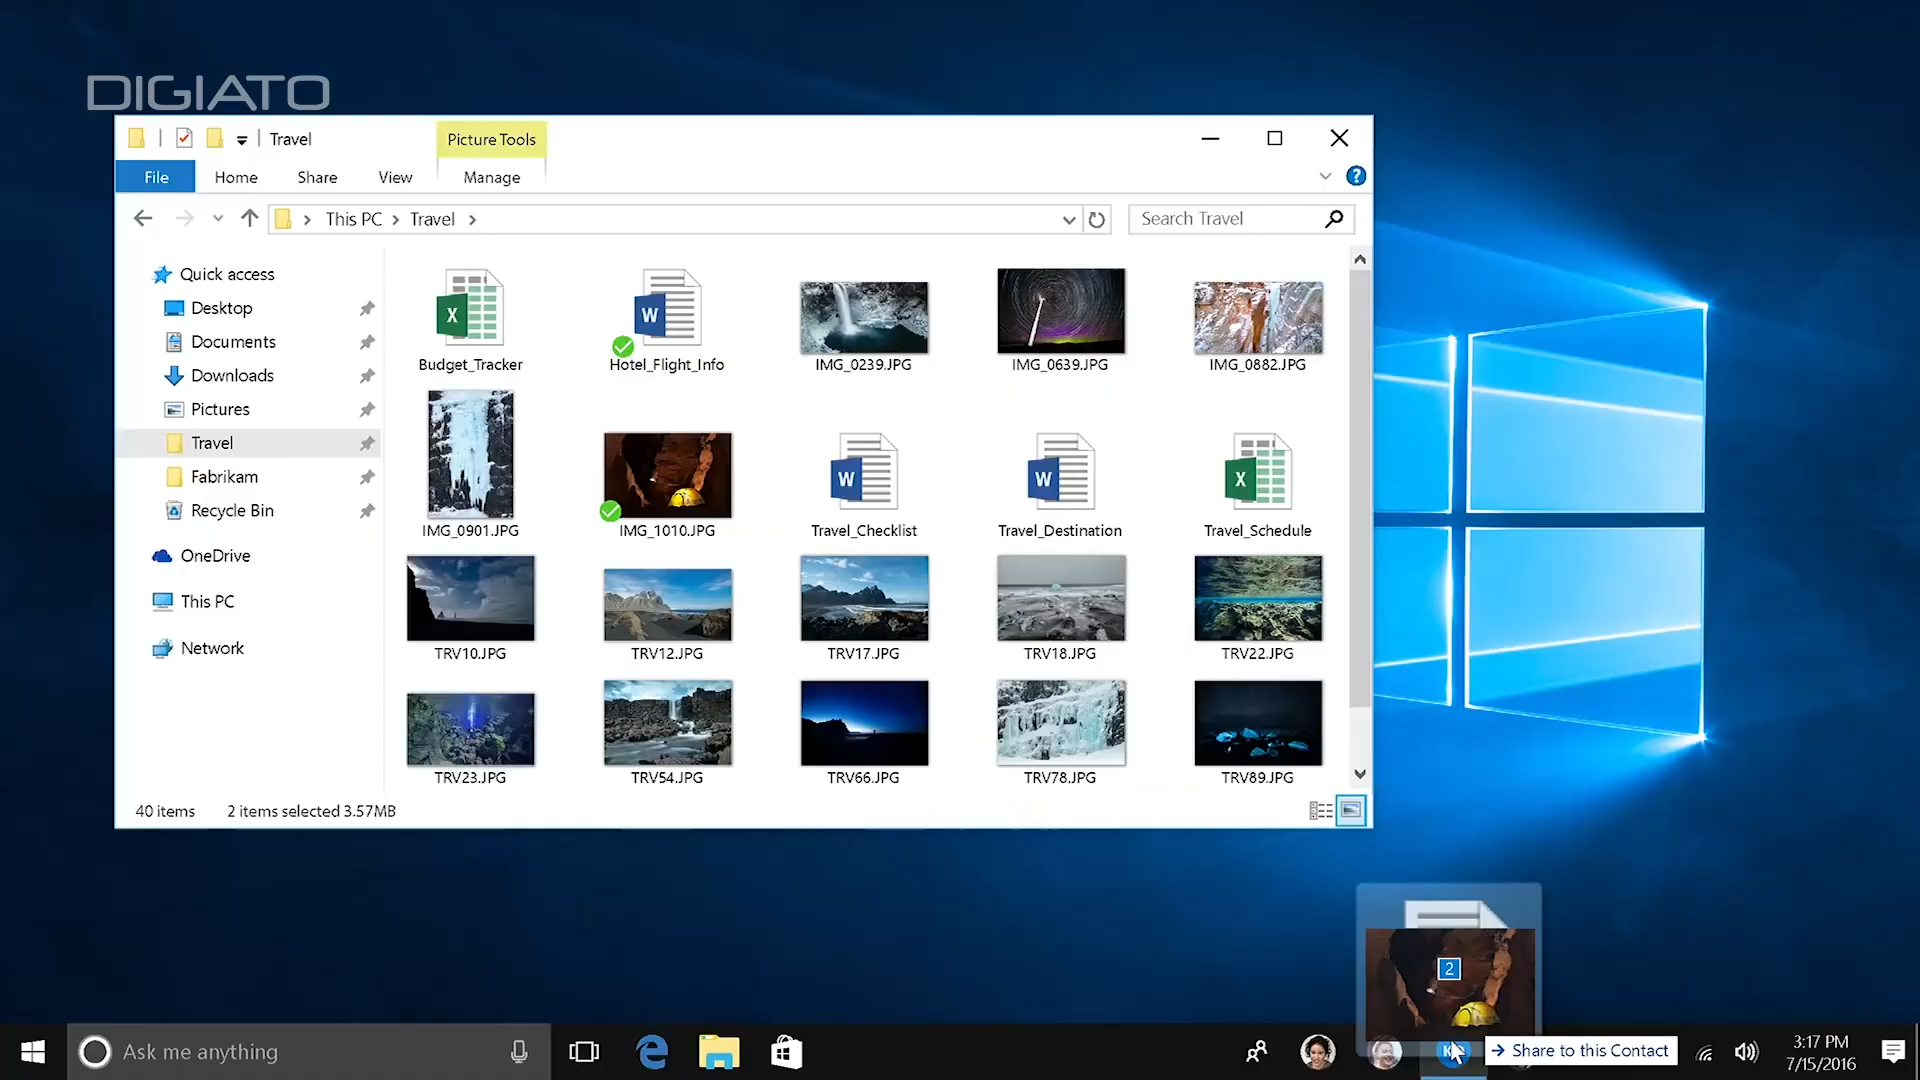 DIGIATO
Travel
Picture Tools
File
Home
Share
View
Manage
This PC
Travel
Search Travel
Quick access
Desktop
Documents
Downloads
Pictures
Travel
Fabrikam
Recycle Bin
OneDrive
This PC
Network
X
Budget_Tracker
W
Hotel_Flight_Info
IMG_0239.JPG
IMG_0639.JPG
IMG_0882.JPG
IMG_0901.JPG
IMG_1010.JPG
W
Travel_Checklist
W
Travel_Destination
X
Travel_Schedule
TRV10.JPG
TRV12.JPG
TRV17.JPG
TRV18.JPG
TRV22.JPG
TRV23.JPG
TRV54.JPG
TRV66.JPG
TRV78.JPG
TRV89.JPG
40 items
2 items selected 3.57MB
2
Ask me anything
Share to this Contact
3:17 PM
7/15/2016